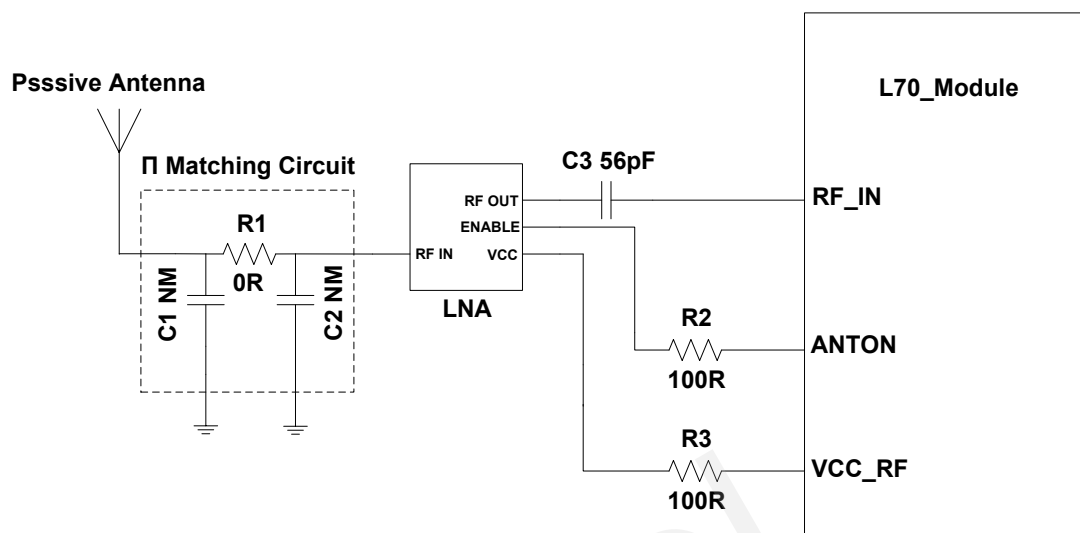 Psssive Antenna
L70_Module
Π Matching Circuit
C3 56pF
RF OUT
RF_IN
R1
ENABLE
RF IN
VCC
0R
C1 NM
C2 NM
LNA
R2
ANTON
100R
R3
VCC_RF
100R